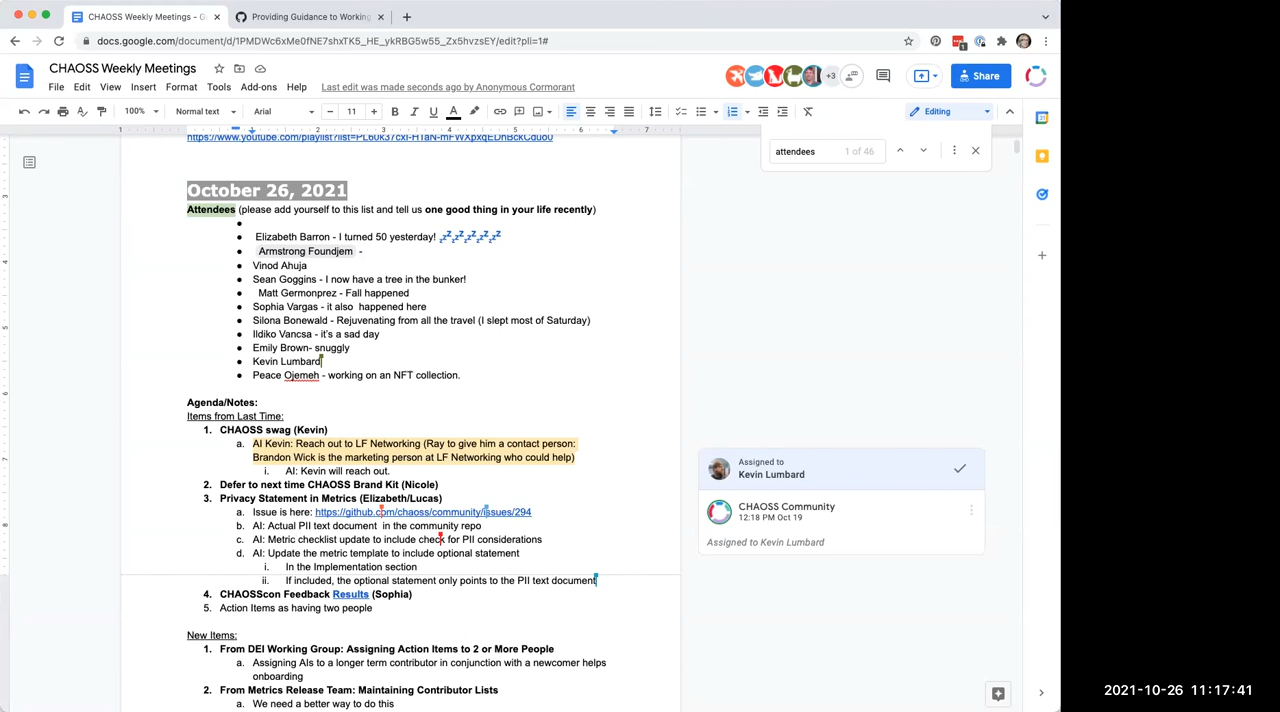 CHAOSS Weekly Meetings - G
Providing Guidance to Working
docs.google.com/document/d/1PMDWc6xMe0fNE7shxTK5_HE_ykRBG5w55_Zx5hvzsEY/edit?pli=1#
CHAOSS Weekly Meetings
File Edit View Insert Format Tools Add-ons Help Last edit was made seconds ago by Anonymous Cormorant
+3
Share
100% Normal text Arial 11 B I U A Editing
1 1 2 3 4 5 6 7
attendees 1 of 46
October 26, 2021
Attendees (please add yourself to this list and tell us one good thing in your life recently)
Elizabeth Barron - I turned 50 yesterday! 💤💤💤💤💤💤
Armstrong Foundjem -
Vinod Ahuja
Sean Goggins - I now have a tree in the bunker!
Matt Germonprez - Fall happened
Sophia Vargas - it also happened here
Silona Bonewald - Rejuvenating from all the travel (I slept most of Saturday)
Ildiko Vancsa - it's a sad day
Emily Brown- snuggly
Kevin Lumbard
Peace Ojemeh - working on an NFT collection.
Agenda/Notes:
Items from Last Time:
1. CHAOSS swag (Kevin)
a. AI Kevin: Reach out to LF Networking (Ray to give him a contact person:
Brandon Wick is the marketing person at LF Networking who could help)
i. AI: Kevin will reach out.
2. Defer to next time CHAOSS Brand Kit (Nicole)
3. Privacy Statement in Metrics (Elizabeth/Lucas)
a. Issue is here: https://github.com/chaoss/community/issues/294
b. AI: Actual PII text document in the community repo
c. AI: Metric checklist update to include check for PII considerations
d. AI: Update the metric template to include optional statement
i. In the Implementation section
ii. If included, the optional statement only points to the PII text document
4. CHAOSScon Feedback Results (Sophia)
5. Action Items as having two people
New Items:
1. From DEI Working Group: Assigning Action Items to 2 or More People
a. Assigning AIs to a longer term contributor in conjunction with a newcomer helps
onboarding
2. From Metrics Release Team: Maintaining Contributor Lists
a. We need a better way to do this
Assigned to
Kevin Lumbard
CHAOSS Community
12:18 PM Oct 19
Assigned to Kevin Lumbard
2021-10-26 11:17:41